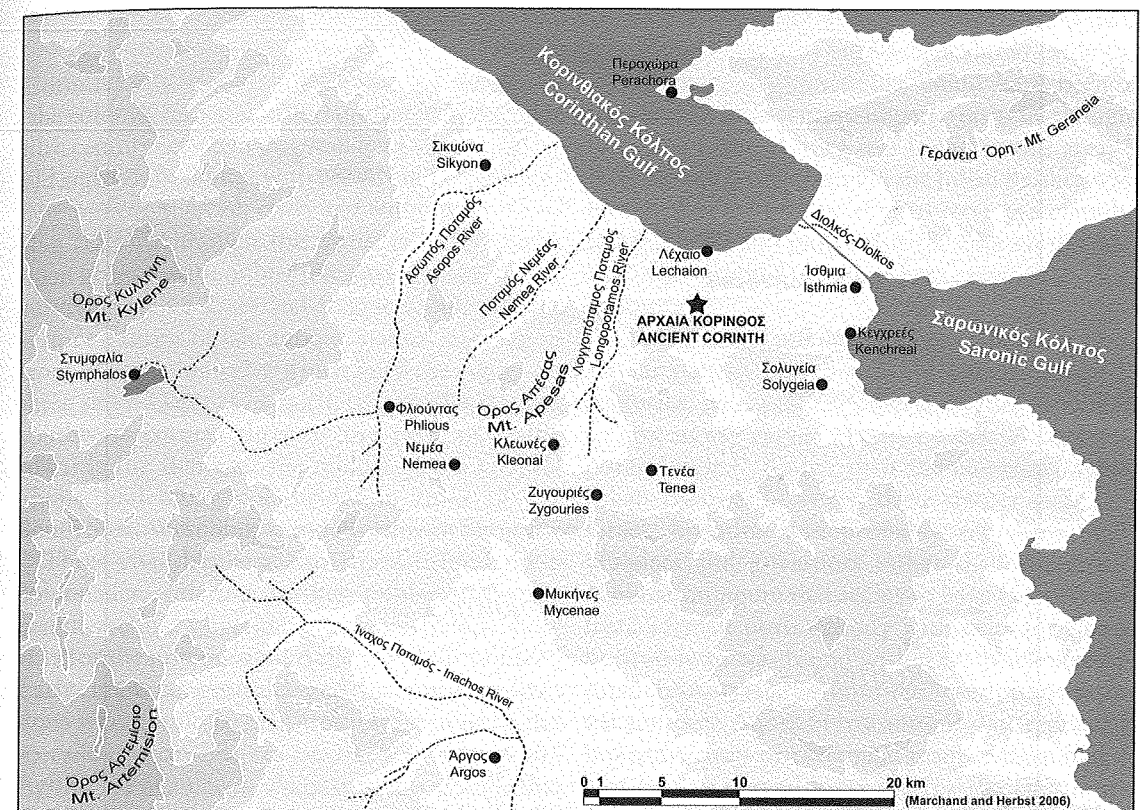 Περαχώρα
Perachora
Κορινθιακός Κόλπος
Corinthian Gulf
Γεράνεια Όρη - Mt. Geraneia
Σικυώνα
Sikyon
Ασωπός Ποταμός
Asopos River
Ποταμός Νεμέας
Nemea River
Λογγοπόταμος Ποταμός
Longopotamos River
Διολκός-Diolkos
Λέχαιο
Lechaion
Ίσθμια
Isthmia
ΑΡΧΑΙΑ ΚΟΡΙΝΘΟΣ
ANCIENT CORINTH
Κεγχρεές
Kenchreai
Σαρωνικός Κόλπος
Saronic Gulf
Όρος Κυλλήνη
Mt. Kylene
Στυμφαλία
Stymphalos
Σολυγεία
Solygeia
Όρος Απέσας
Mt. Apesas
Φλιούντας
Phlious
Νεμέα
Nemea
Κλεωνές
Kleonai
Τενέα
Tenea
Ζυγουριές
Zygouries
Μυκήνες
Mycenae
Ίναχος Ποταμός - Inachos River
Όρος Αρτεμίσιο
Mt. Artemision
Άργος
Argos
0 1 5 10 20 km
(Marchand and Herbst 2006)